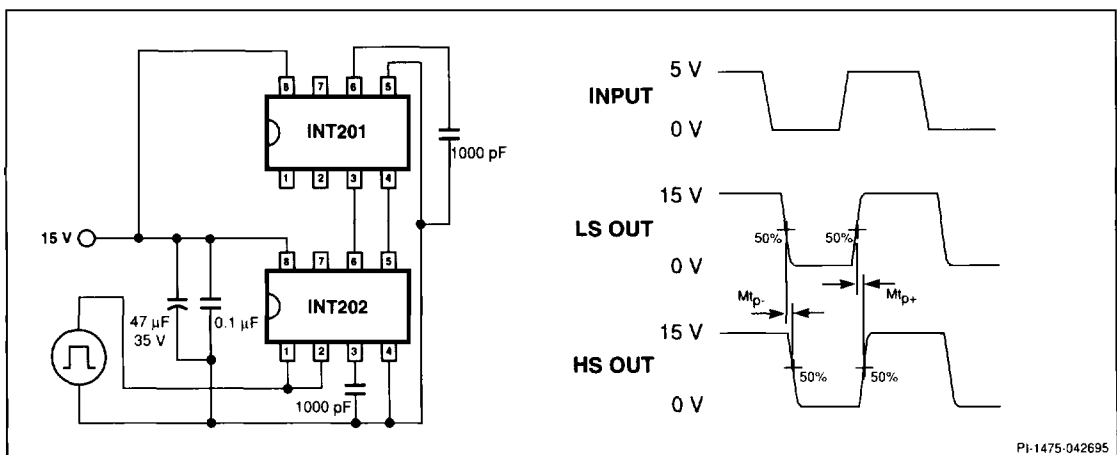 8 7 6 5
INT201
1000 pF
1 2 3 4
15 V
8 7 6 5
INT202
47 µF
35 V
0.1 µF
1 2 3 4
1000 pF
INPUT
5 V
0 V
LS OUT
15 V
50%
50%
0 V
Mtp-
Mtp+
HS OUT
15 V
50%
50%
0 V
PI-1475-042695